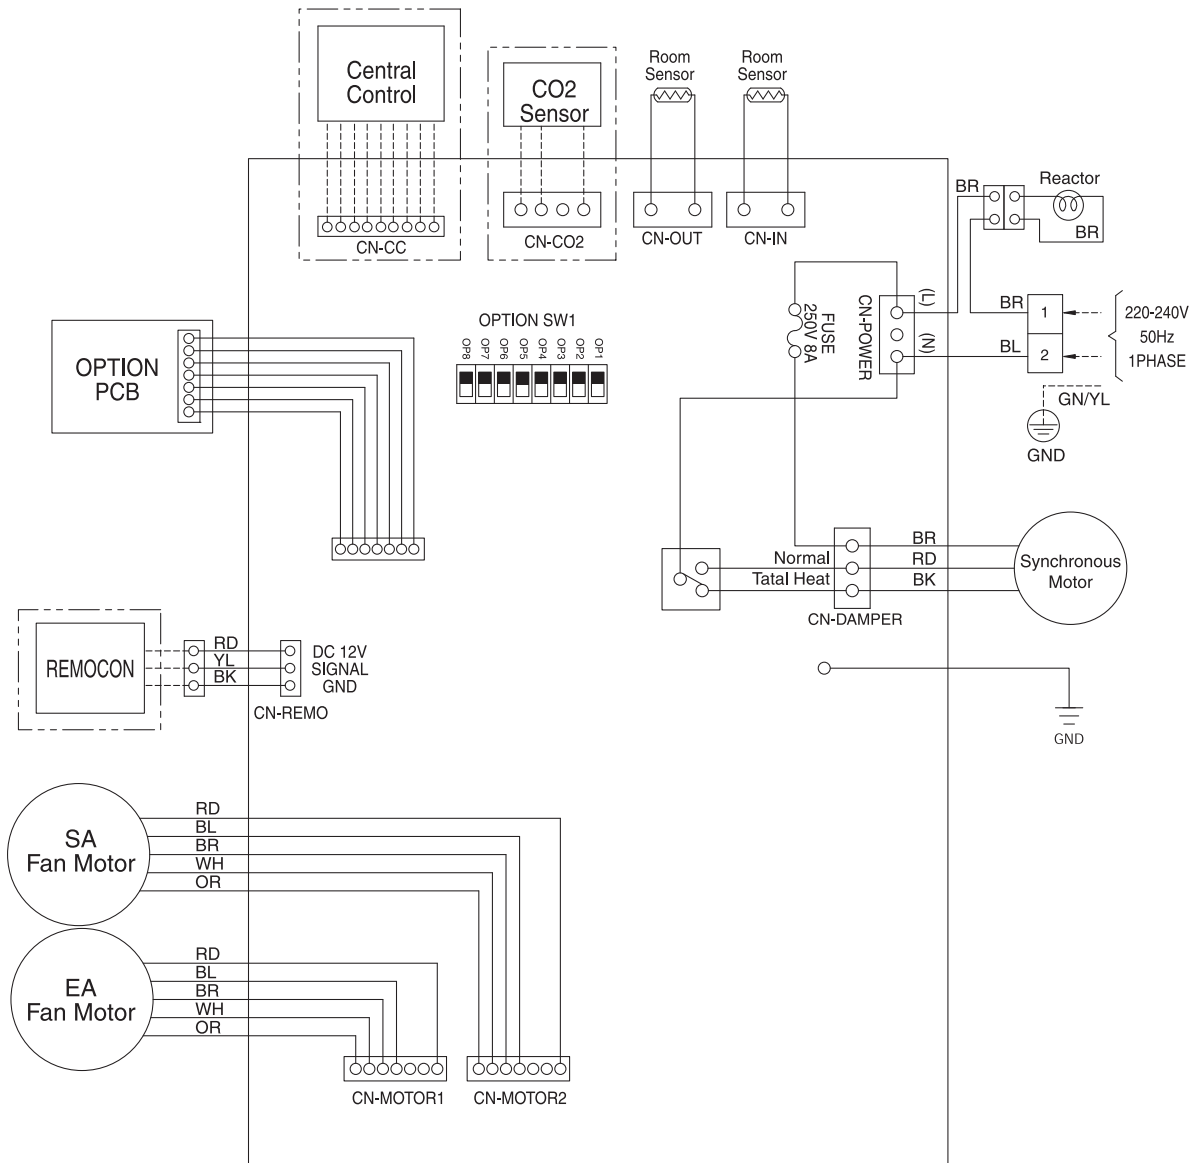 Central
Control
CN-CC
CO2
Sensor
CN-CO2
Room
Sensor
CN-OUT
Room
Sensor
CN-IN
BR
Reactor
BR
(L)
(N)
CN-POWER
FUSE
250V 8A
BR
1
BL
2
220-240V
50Hz
1PHASE
GN/YL
GND
OPTION
PCB
OPTION SW1
OP8
OP7
OP6
OP5
OP4
OP3
OP2
OP1
Normal
Tatal Heat
CN-DAMPER
BR
RD
BK
Synchronous
Motor
GND
REMOCON
RD
YL
BK
DC 12V
SIGNAL
GND
CN-REMO
SA
Fan Motor
RD
BL
BR
WH
OR
EA
Fan Motor
RD
BL
BR
WH
OR
CN-MOTOR1
CN-MOTOR2